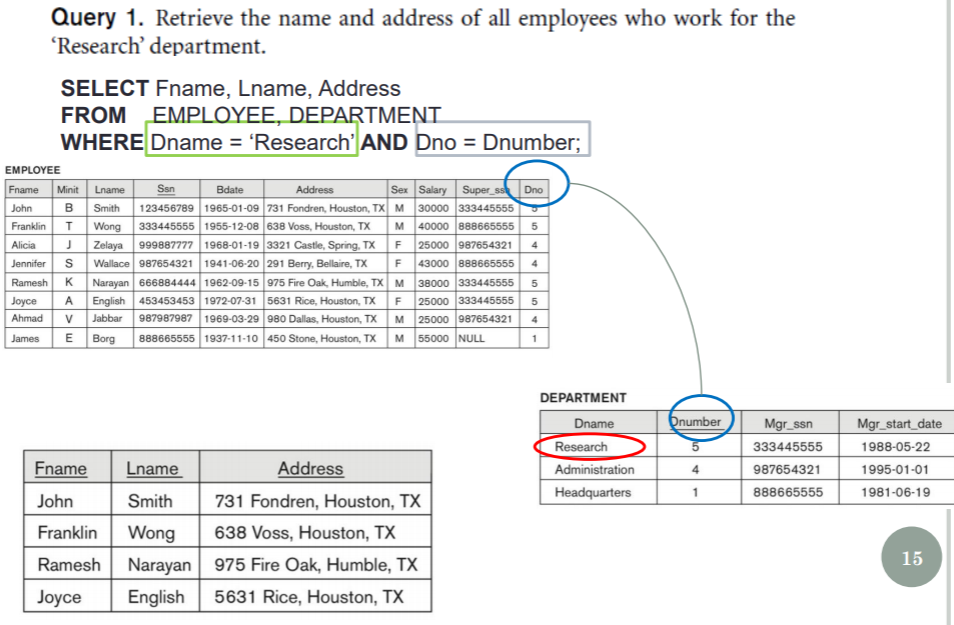 Query 1. Retrieve the name and address of all employees who work for the
‘Research’ department.
SELECT Fname, Lname, Address
FROM EMPLOYEE, DEPARTMENT
WHERE Dname = ‘Research’ AND Dno = Dnumber;
EMPLOYEE
Fname Minit Lname Ssn Bdate Address Sex Salary Super_ssn Dno
John B Smith 123456789 1965-01-09 731 Fondren, Houston, TX M 30000 333445555 5
Franklin T Wong 333445555 1955-12-08 638 Voss, Houston, TX M 40000 888665555 5
Alicia J Zelaya 999887777 1968-01-19 3321 Castle, Spring, TX F 25000 987654321 4
Jennifer S Wallace 987654321 1941-06-20 291 Berry, Bellaire, TX F 43000 888665555 4
Ramesh K Narayan 666884444 1962-09-15 975 Fire Oak, Humble, TX M 38000 333445555 5
Joyce A English 453453453 1972-07-31 5631 Rice, Houston, TX F 25000 333445555 5
Ahmad V Jabbar 987987987 1969-03-29 980 Dallas, Houston, TX M 25000 987654321 4
James E Borg 888665555 1937-11-10 450 Stone, Houston, TX M 55000 NULL 1
DEPARTMENT
Dname Dnumber Mgr_ssn Mgr_start_date
Research 5 333445555 1988-05-22
Administration 4 987654321 1995-01-01
Headquarters 1 888665555 1981-06-19
Fname Lname Address
John Smith 731 Fondren, Houston, TX
Franklin Wong 638 Voss, Houston, TX
Ramesh Narayan 975 Fire Oak, Humble, TX
Joyce English 5631 Rice, Houston, TX
15